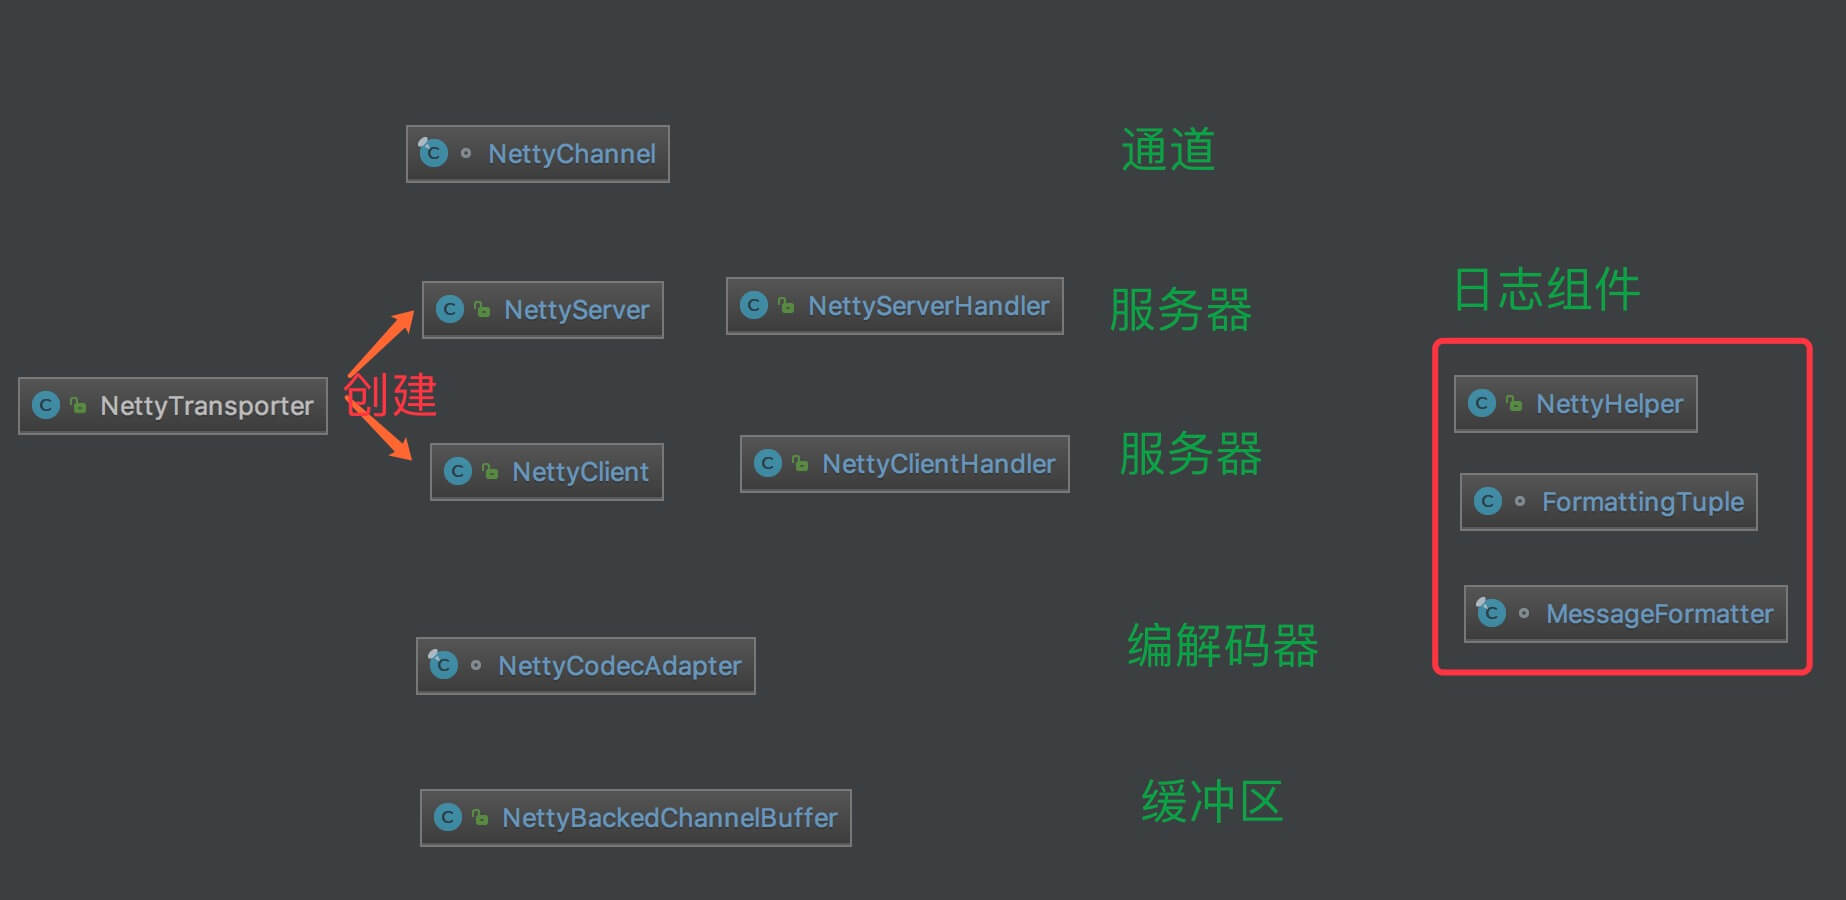 NettyChannel
通道
NettyServer
NettyServerHandler
服务器
日志组件
NettyTransporter
创建
NettyHelper
NettyClient
NettyClientHandler
服务器
FormattingTuple
MessageFormatter
NettyCodecAdapter
编解码器
NettyBackedChannelBuffer
缓冲区